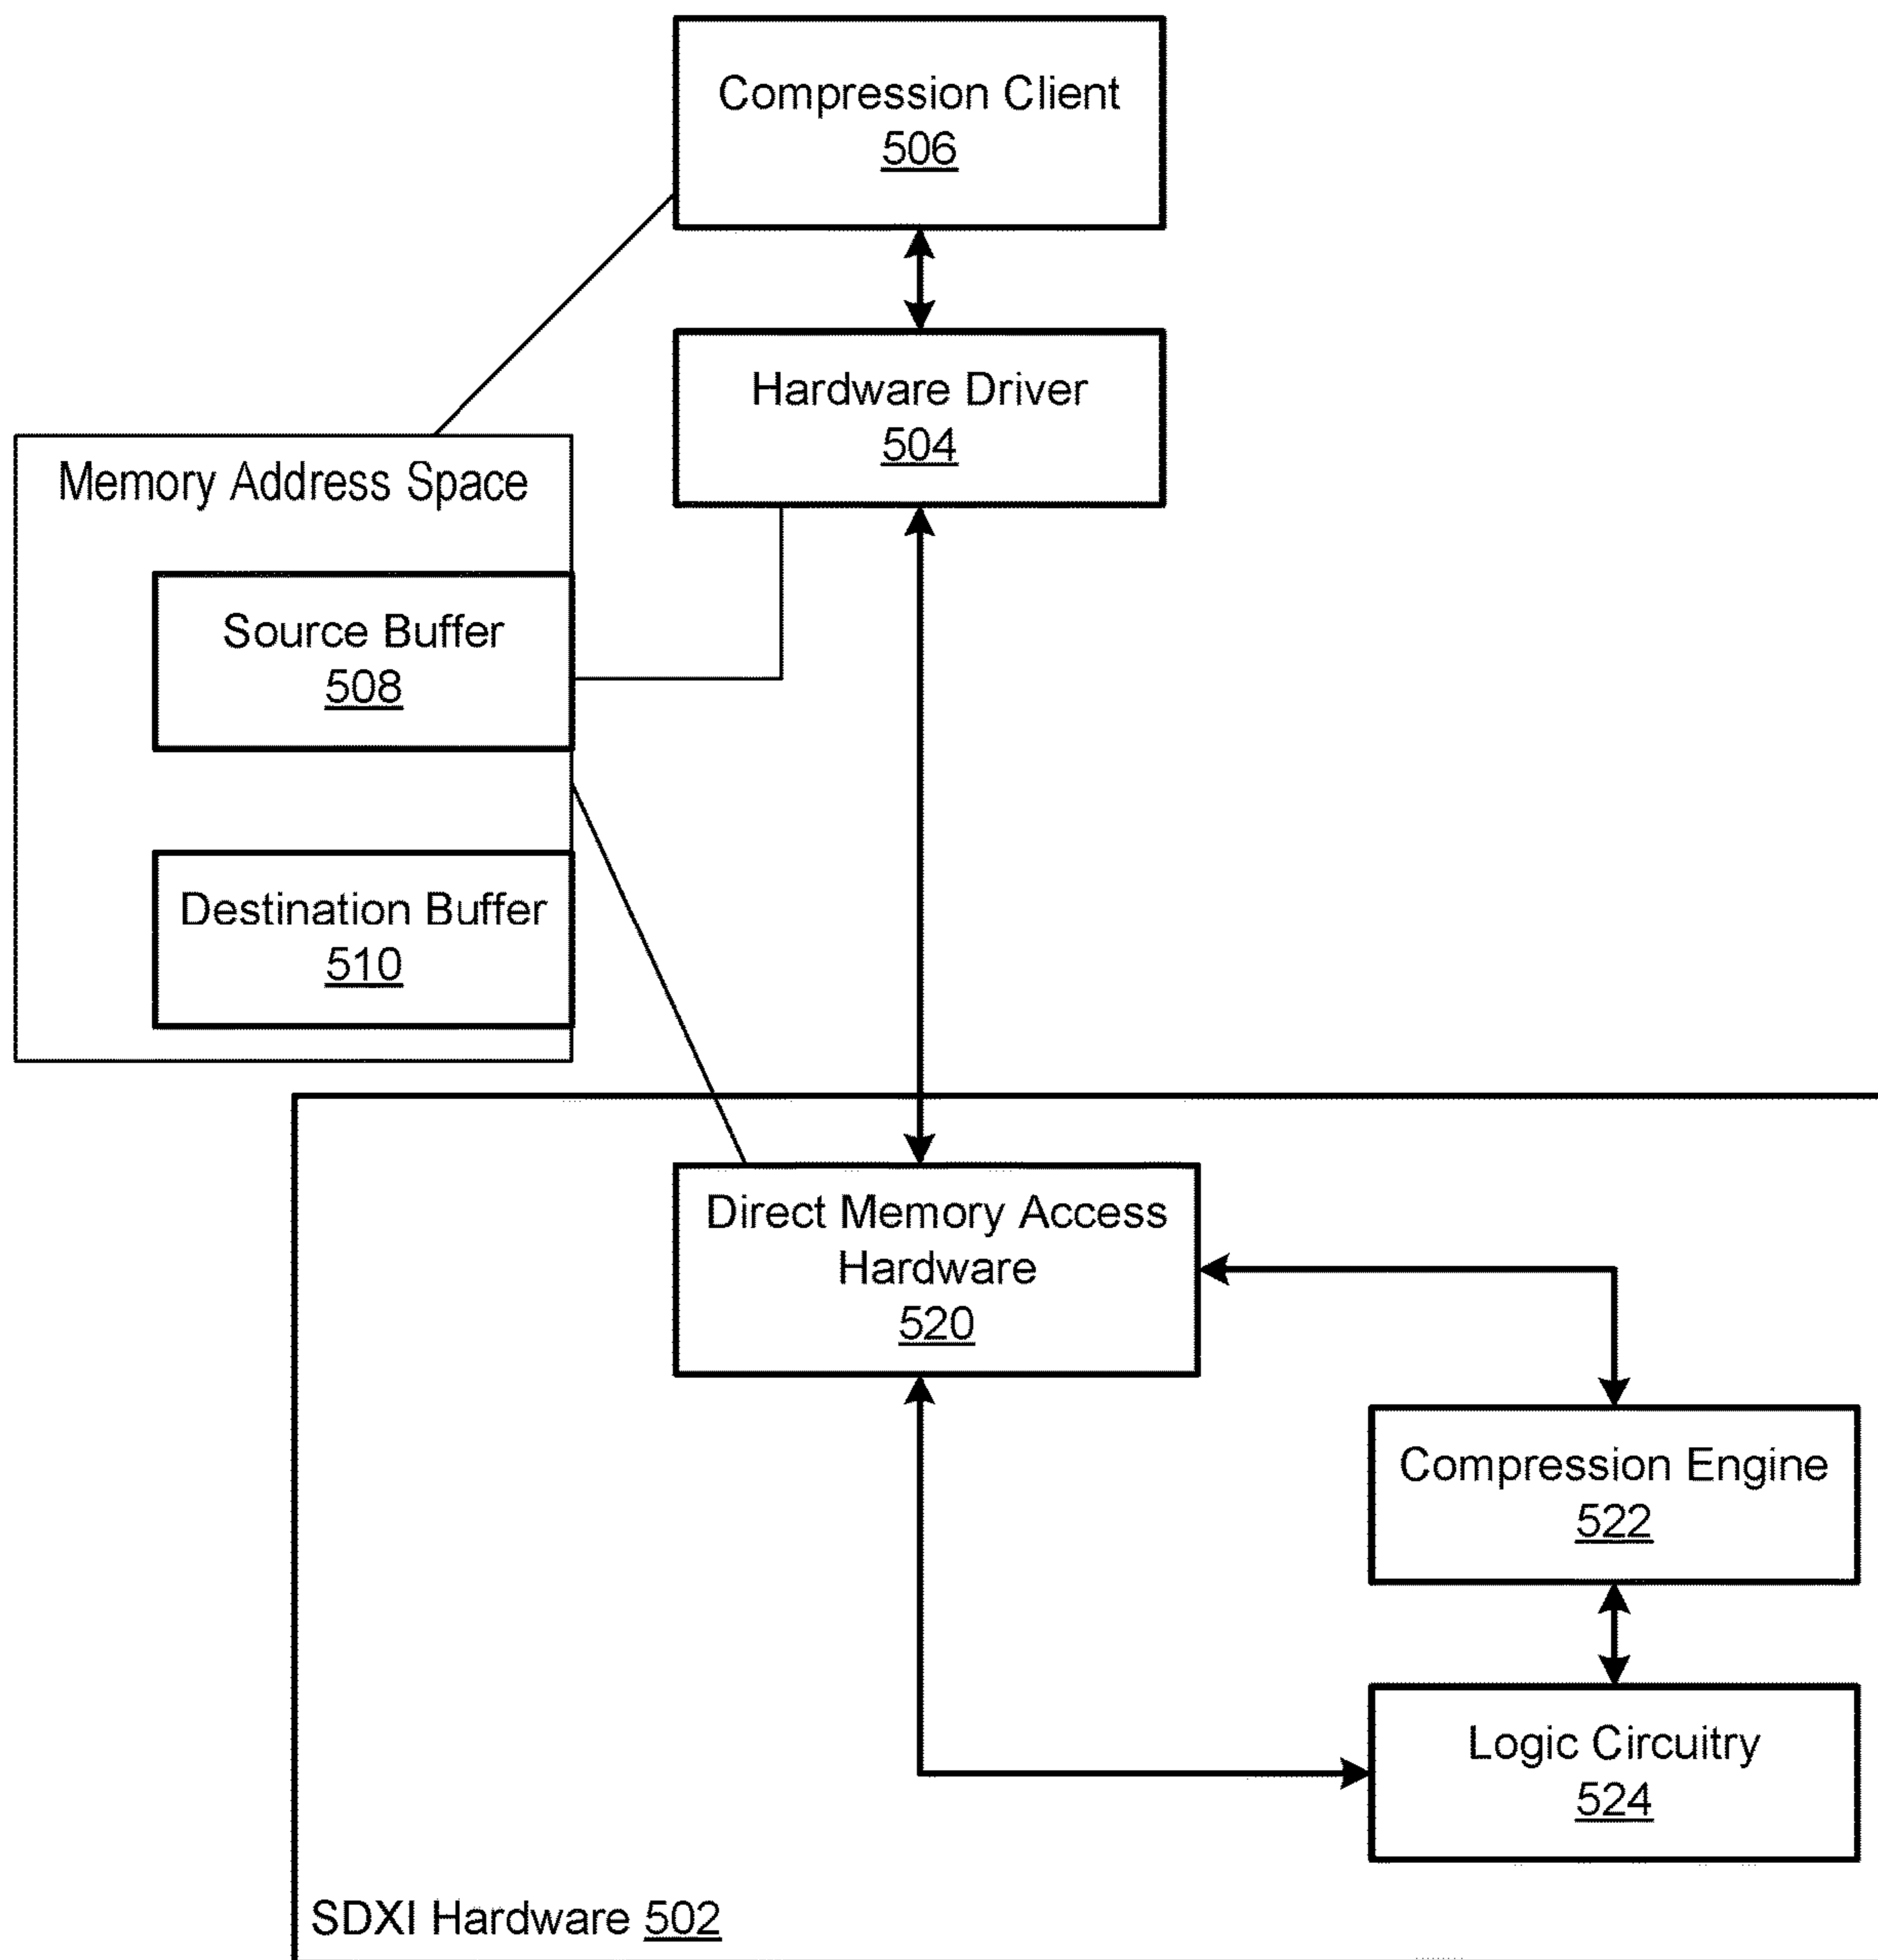 Compression Client
506
Hardware Driver
504
Memory Address Space
Source Buffer
508
Destination Buffer
510
Direct Memory Access
Hardware
520
Compression Engine
522
Logic Circuitry
524
SDXI Hardware 502